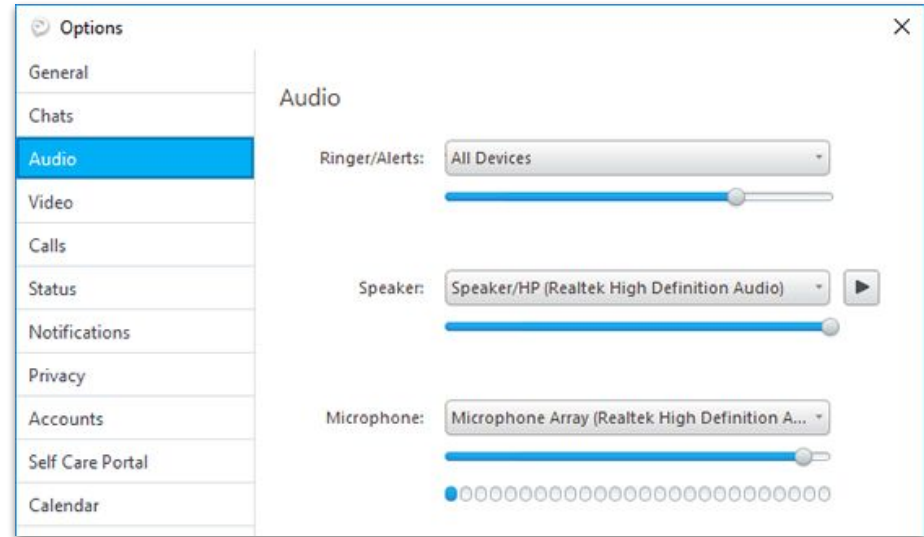 Options
General
Chats
Audio
Video
Calls
Status
Notifications
Privacy
Accounts
Self Care Portal
Calendar
Audio
Ringer/Alerts: All Devices
Speaker: Speaker/HP (Realtek High Definition Audio)
Microphone: Microphone Array (Realtek High Definition A...